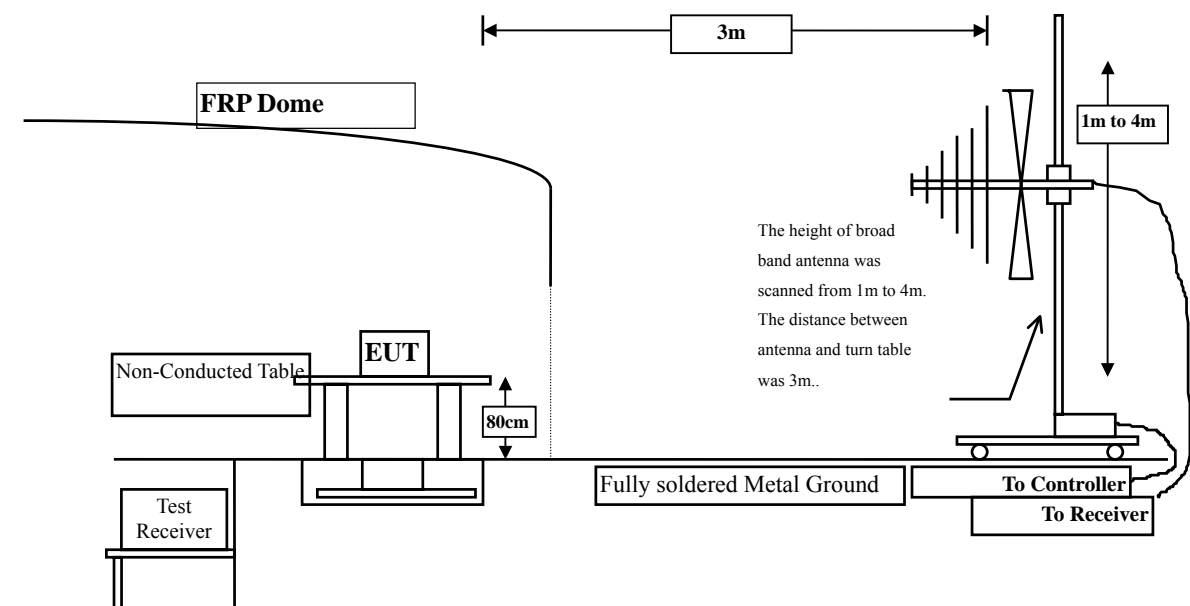 3m
FRP Dome
1m to 4m
The height of broad
band antenna was
scanned from 1m to 4m.
The distance between
antenna and turn table
was 3m..
EUT
Non-Conducted Table
80cm
Fully soldered Metal Ground
To Controller
To Receiver
Test
Receiver